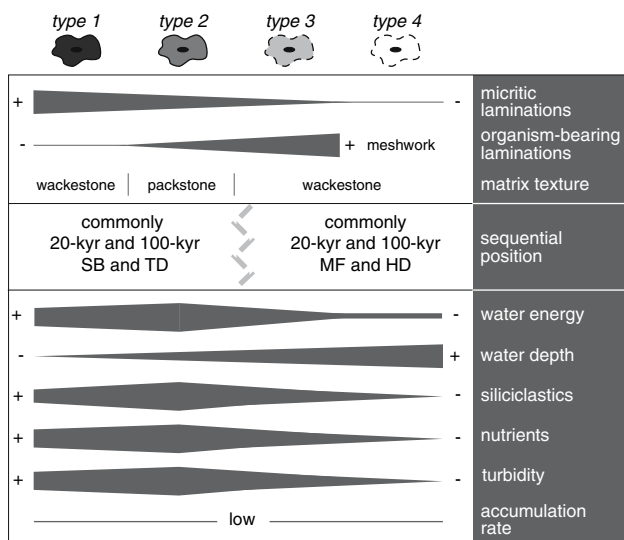 type 1 type 2 type 3 type 4
+ - micritic
laminations
- + meshwork organism-bearing
laminations
wackestone packstone wackestone matrix texture
commonly commonly
20-kyr and 100-kyr 20-kyr and 100-kyr sequential
SB and TD MF and HD position
+ - water energy
- + water depth
+ - siliciclastics
+ - nutrients
+ - turbidity
low accumulation
rate